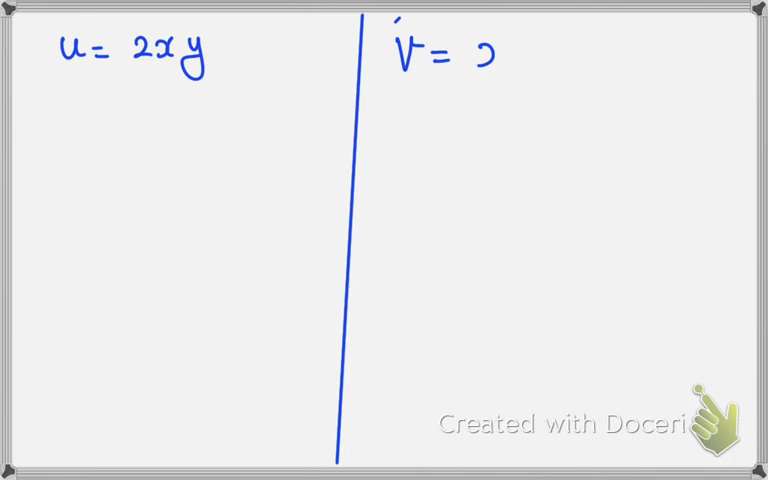 u = 2xy
V =
Created with Doceri